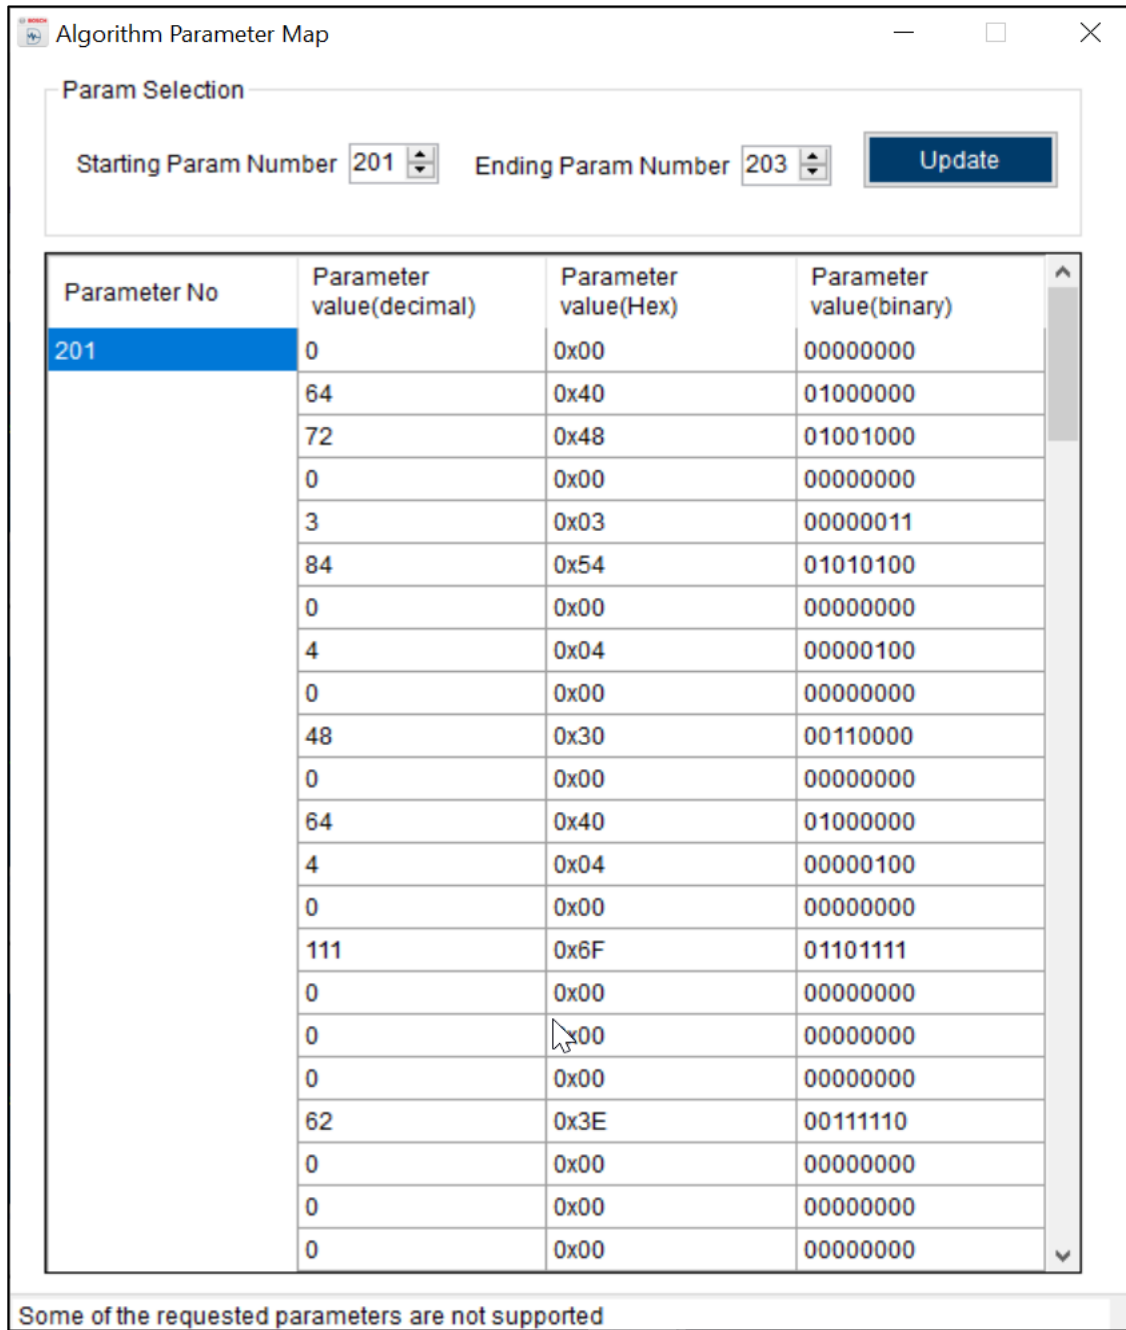 BOSCH
Algorithm Parameter Map
Param Selection
Starting Param Number 201 Ending Param Number 203 Update
Parameter No Parameter value(decimal) Parameter value(Hex) Parameter value(binary)
201 0 0x00 00000000
64 0x40 01000000
72 0x48 01001000
0 0x00 00000000
3 0x03 00000011
84 0x54 01010100
0 0x00 00000000
4 0x04 00000100
0 0x00 00000000
48 0x30 00110000
0 0x00 00000000
64 0x40 01000000
4 0x04 00000100
0 0x00 00000000
111 0x6F 01101111
0 0x00 00000000
0 00 00000000
0 0x00 00000000
62 0x3E 00111110
0 0x00 00000000
0 0x00 00000000
0 0x00 00000000
Some of the requested parameters are not supported